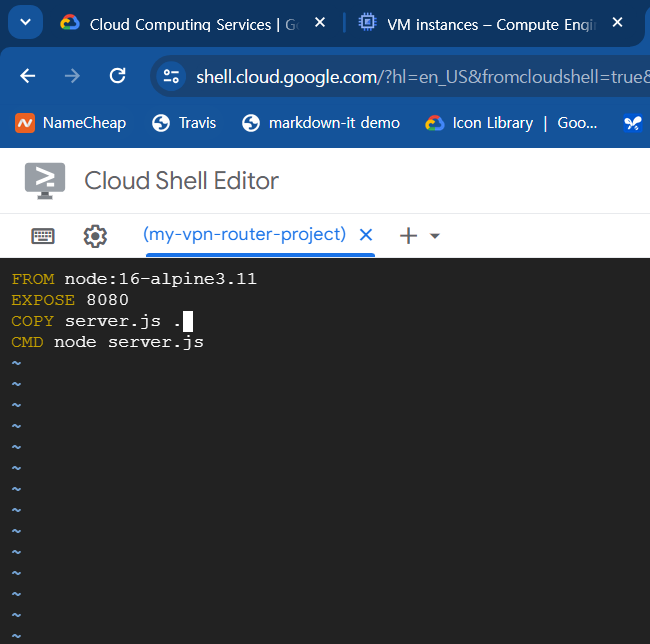 Cloud Computing Services | G
VM instances – Compute Engi
shell.cloud.google.com/?hl=en_US&fromcloudshell=true&
NameCheap
Travis
markdown-it demo
Icon Library | Goo...
Cloud Shell Editor
(my-vpn-router-project)
FROM node:16-alpine3.11
EXPOSE 8080
COPY server.js .
CMD node server.js
~
~
~
~
~
~
~
~
~
~
~
~
~
~